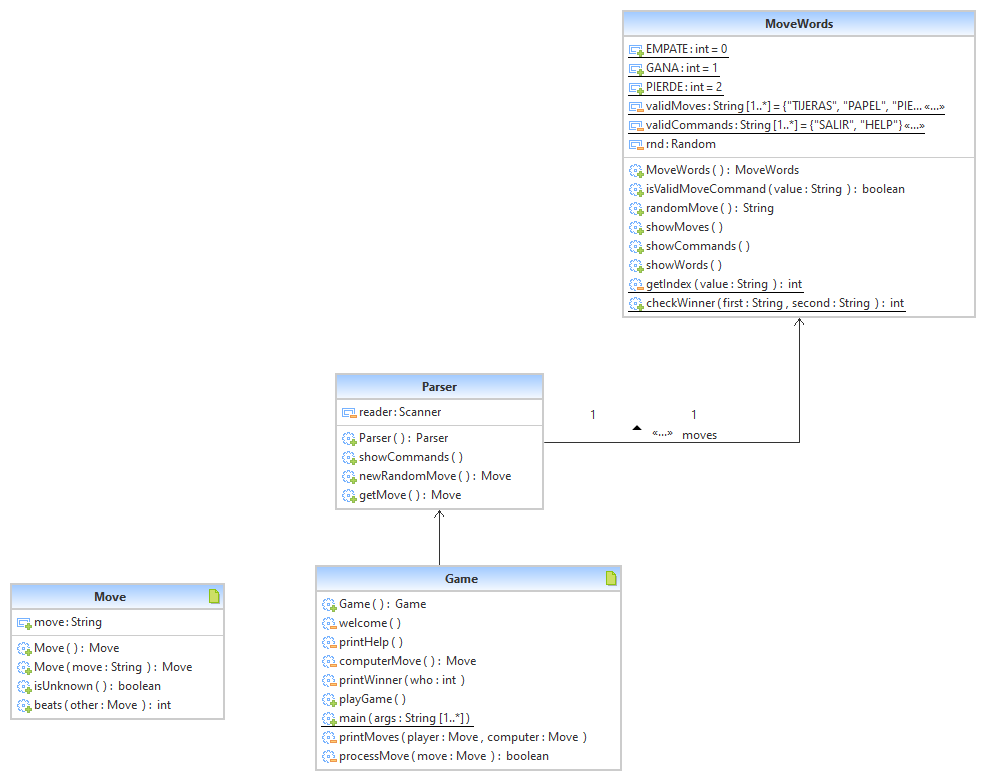 MoveWords
EMPATE : int = 0
GANA : int = 1
PIERDE : int = 2
validMoves : String [1..*] = {"TIJERAS", "PAPEL", "PIE... «...»
validCommands : String [1..*] = {"SALIR", "HELP"} «...»
rnd : Random
MoveWords ( ) : MoveWords
isValidMoveCommand ( value : String ) : boolean
randomMove ( ) : String
showMoves ( )
showCommands ( )
showWords ( )
getIndex ( value : String ) : int
checkWinner ( first : String , second : String ) : int
Parser
reader : Scanner
Parser ( ) : Parser
showCommands ( )
newRandomMove ( ) : Move
getMove ( ) : Move
1 1
«...» moves
Game
Game ( ) : Game
welcome ( )
printHelp ( )
computerMove ( ) : Move
printWinner ( who : int )
playGame ( )
main ( args : String [1..*] )
printMoves ( player : Move , computer : Move )
processMove ( move : Move ) : boolean
Move
move : String
Move ( ) : Move
Move ( move : String ) : Move
isUnknown ( ) : boolean
beats ( other : Move ) : int